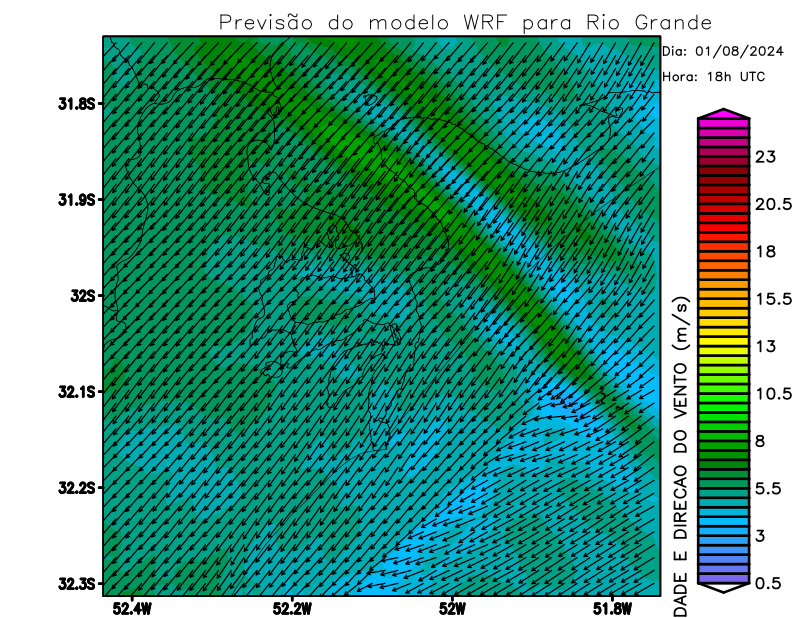 Previsão do modelo WRF para Rio Grande
Dia: 01/08/2024
Hora: 18h UTC
31.8S
31.9S
32S
32.1S
32.2S
32.3S
52.4W
52.2W
52W
51.8W
23
20.5
18
15.5
13
10.5
8
5.5
3
0.5
DADE E DIRECAO DO VENTO (m/s)